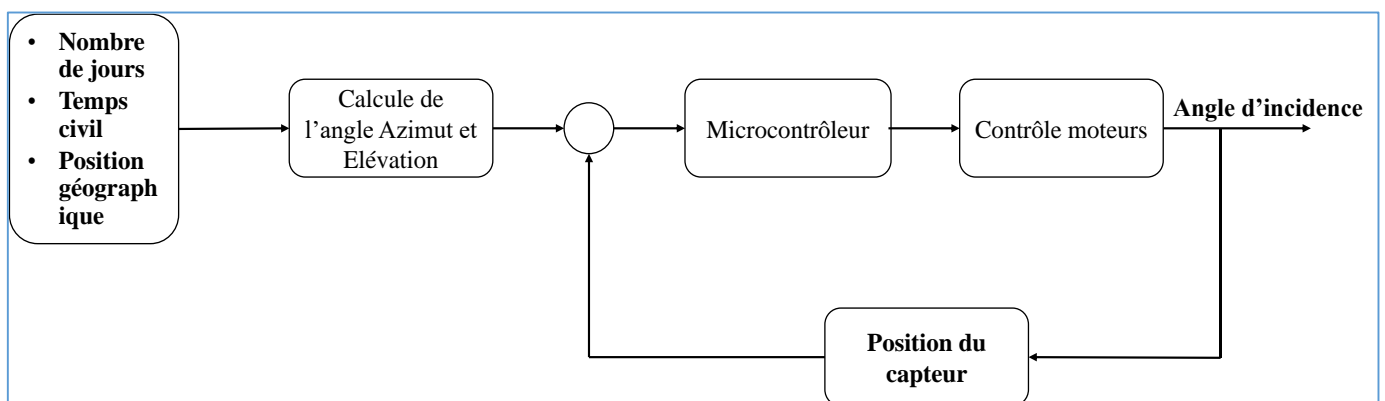 • Nombre
de jours
• Temps
civil
• Position
géograph
ique
Calcule de
l’angle Azimut et
Elévation
Microcontrôleur
Contrôle moteurs
Angle d’incidence
Position du
capteur